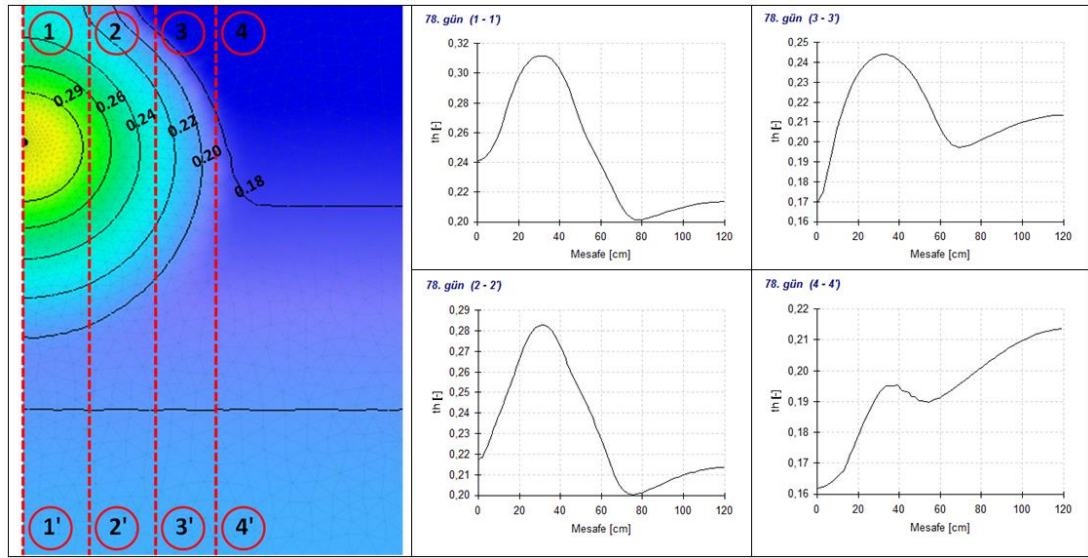 1 2 3 4
0.29
0.26
0.24
0.22
0.20
0.18
1' 2' 3' 4'
78. gün (1 - 1')
th [-]
0,32
0,30
0,28
0,26
0,24
0,22
0,20
0 20 40 60 80 100 120
Mesafe [cm]
78. gün (3 - 3')
th [-]
0,25
0,24
0,23
0,22
0,21
0,20
0,19
0,18
0,17
0,16
0 20 40 60 80 100 120
Mesafe [cm]
78. gün (2 - 2')
th [-]
0,29
0,28
0,27
0,26
0,25
0,24
0,23
0,22
0,21
0,20
0 20 40 60 80 100 120
Mesafe [cm]
78. gün (4 - 4')
th [-]
0,22
0,21
0,20
0,19
0,18
0,17
0,16
0 20 40 60 80 100 120
Mesafe [cm]